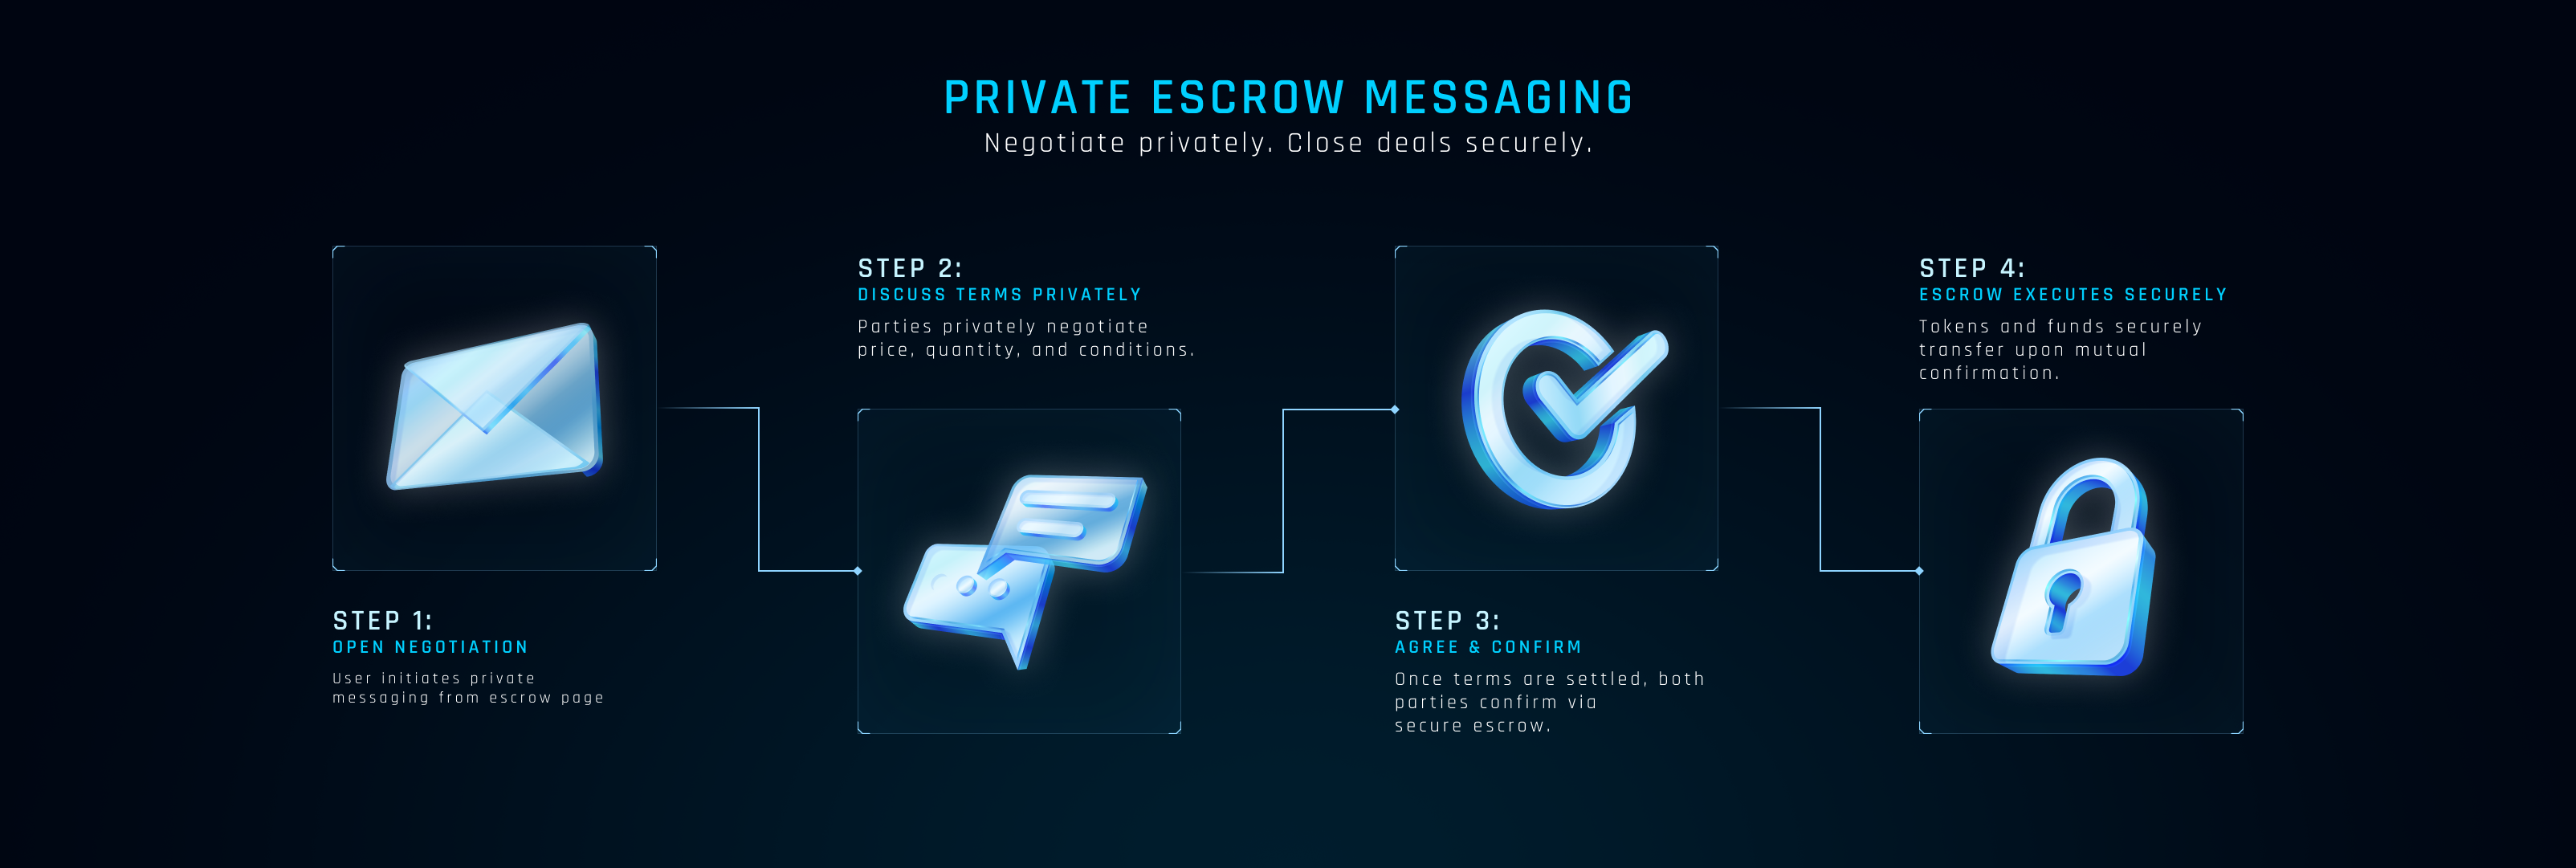 PRIVATE ESCROW MESSAGING
Negotiate privately. Close deals securely.
STEP 1:
OPEN NEGOTIATION
User initiates private
messaging from escrow page
STEP 2:
DISCUSS TERMS PRIVATELY
Parties privately negotiate
price, quantity, and conditions.
STEP 3:
AGREE & CONFIRM
Once terms are settled, both
parties confirm via
secure escrow.
STEP 4:
ESCROW EXECUTES SECURELY
Tokens and funds securely
transfer upon mutual
confirmation.